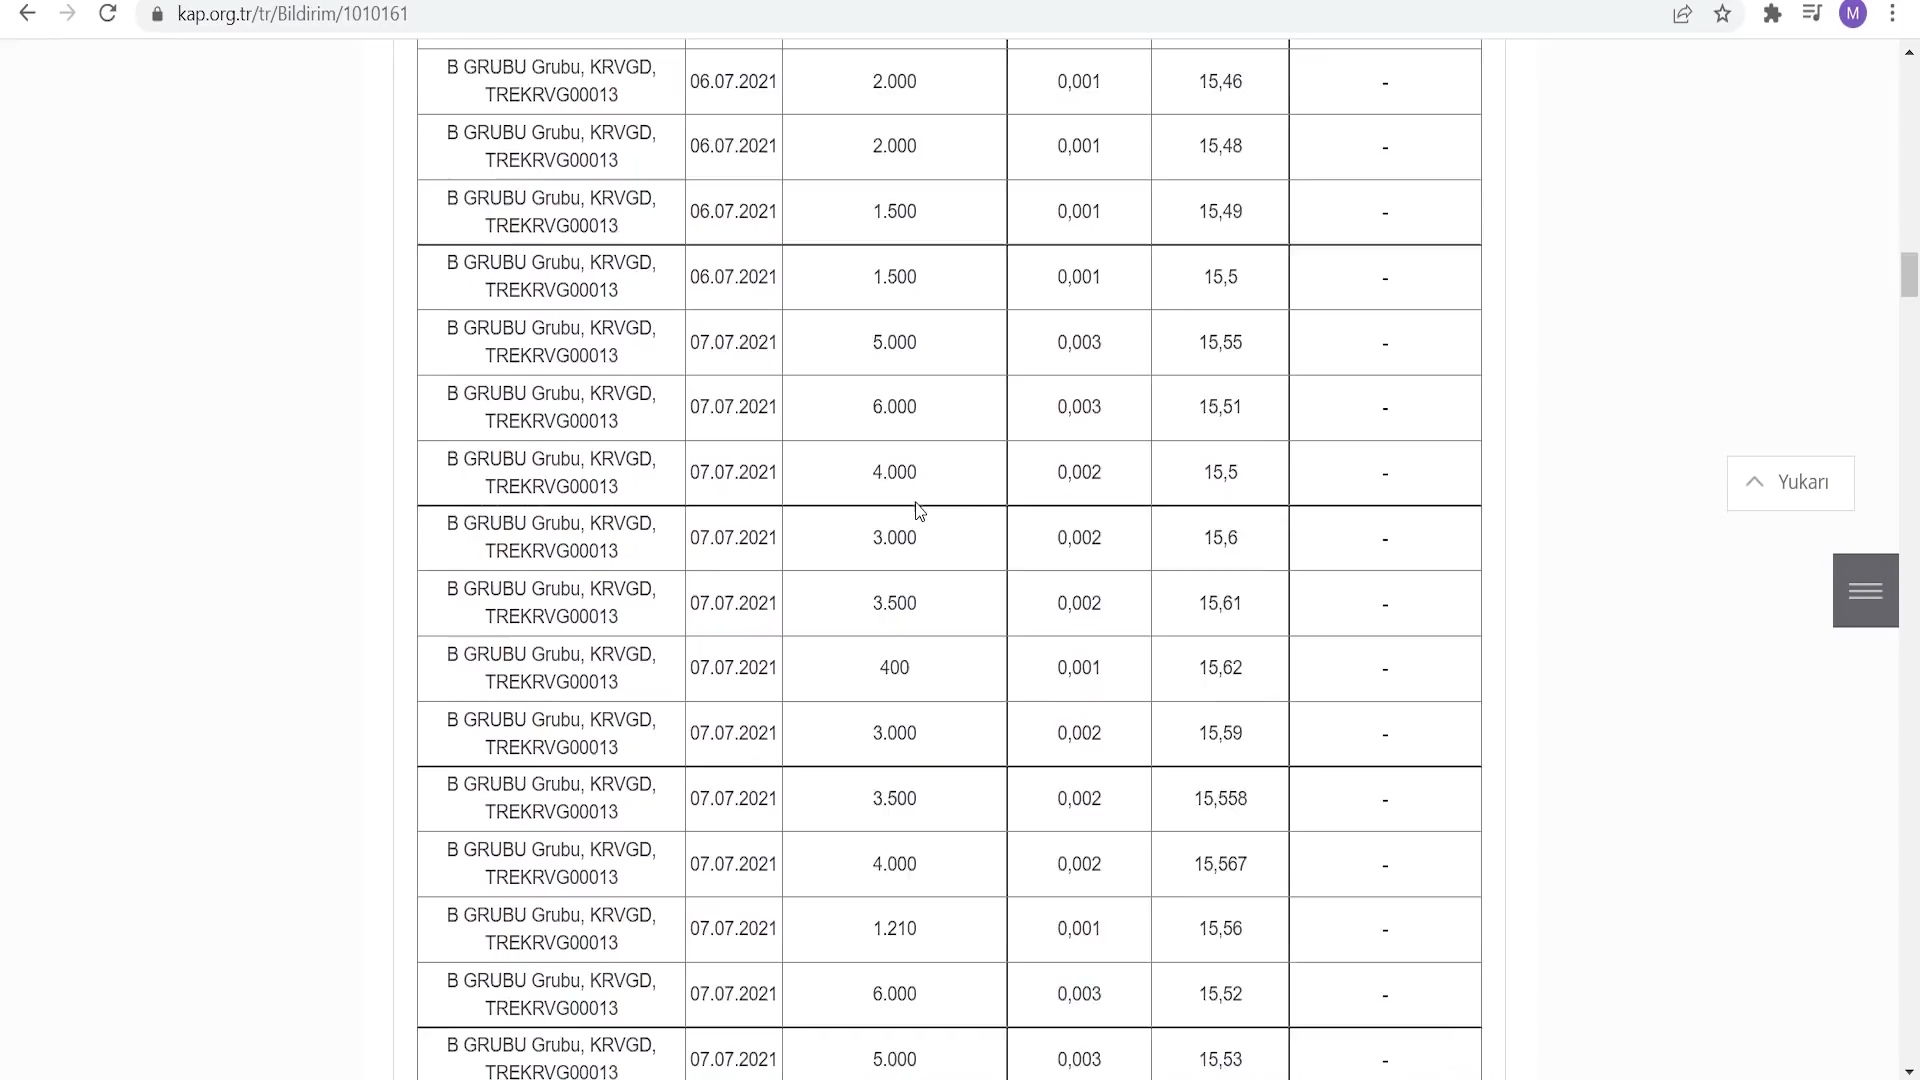 kap.org.tr/tr/Bildirim/1010161
M
B GRUBU Grubu, KRVGD,
TREKRVG00013 06.07.2021 2.000 0,001 15,46 -
B GRUBU Grubu, KRVGD,
TREKRVG00013 06.07.2021 2.000 0,001 15,48 -
B GRUBU Grubu, KRVGD,
TREKRVG00013 06.07.2021 1.500 0,001 15,49 -
B GRUBU Grubu, KRVGD,
TREKRVG00013 06.07.2021 1.500 0,001 15,5 -
B GRUBU Grubu, KRVGD,
TREKRVG00013 07.07.2021 5.000 0,003 15,55 -
B GRUBU Grubu, KRVGD,
TREKRVG00013 07.07.2021 6.000 0,003 15,51 -
B GRUBU Grubu, KRVGD,
TREKRVG00013 07.07.2021 4.000 0,002 15,5 -
Yukarı
B GRUBU Grubu, KRVGD,
TREKRVG00013 07.07.2021 3.000 0,002 15,6 -
B GRUBU Grubu, KRVGD,
TREKRVG00013 07.07.2021 3.500 0,002 15,61 -
B GRUBU Grubu, KRVGD,
TREKRVG00013 07.07.2021 400 0,001 15,62 -
B GRUBU Grubu, KRVGD,
TREKRVG00013 07.07.2021 3.000 0,002 15,59 -
B GRUBU Grubu, KRVGD,
TREKRVG00013 07.07.2021 3.500 0,002 15,558 -
B GRUBU Grubu, KRVGD,
TREKRVG00013 07.07.2021 4.000 0,002 15,567 -
B GRUBU Grubu, KRVGD,
TREKRVG00013 07.07.2021 1.210 0,001 15,56 -
B GRUBU Grubu, KRVGD,
TREKRVG00013 07.07.2021 6.000 0,003 15,52 -
B GRUBU Grubu, KRVGD,
TREKRVG00013 07.07.2021 5.000 0,003 15,53 -